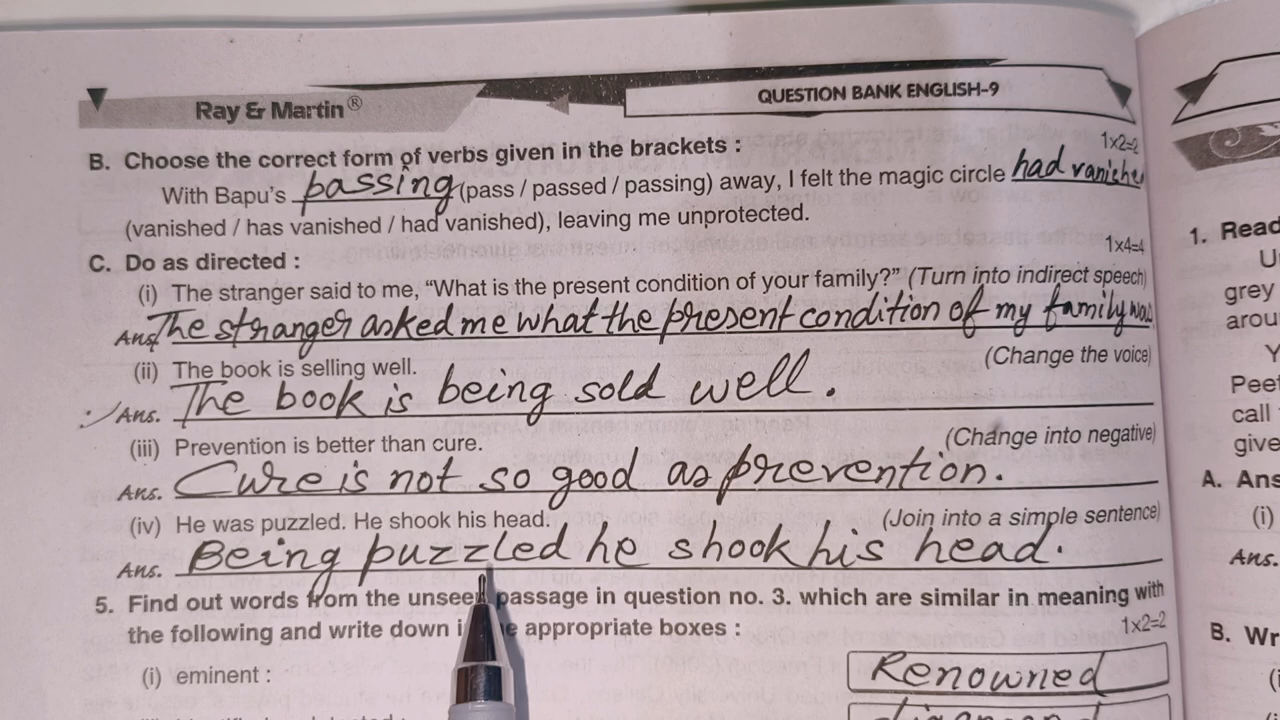 Ray & Martin®
QUESTION BANK ENGLISH–9
B. Choose the correct form of verbs given in the brackets :
1×2=2
With Bapu's passing (pass / passed / passing) away, I felt the magic circle had vanishe
(vanished / has vanished / had vanished), leaving me unprotected.
C. Do as directed :
1×4=4
(i) The stranger said to me, “What is the present condition of your family?” (Turn into indirect speech)
Ans. The stranger asked me what the present condition of my family was
(ii) The book is selling well. (Change the voice)
Ans. The book is being sold well.
(iii) Prevention is better than cure. (Change into negative)
Ans. Cure is not so good as prevention.
(iv) He was puzzled. He shook his head. (Join into a simple sentence)
Ans. Being puzzled he shook his head.
5. Find out words from the unseen passage in question no. 3. which are similar in meaning with
the following and write down in appropriate boxes :
1×2=2
(i) eminent : Renowned
1. Read
grey
arou
Peet
call
give
A. Ans
(i)
Ans.
B. Wr